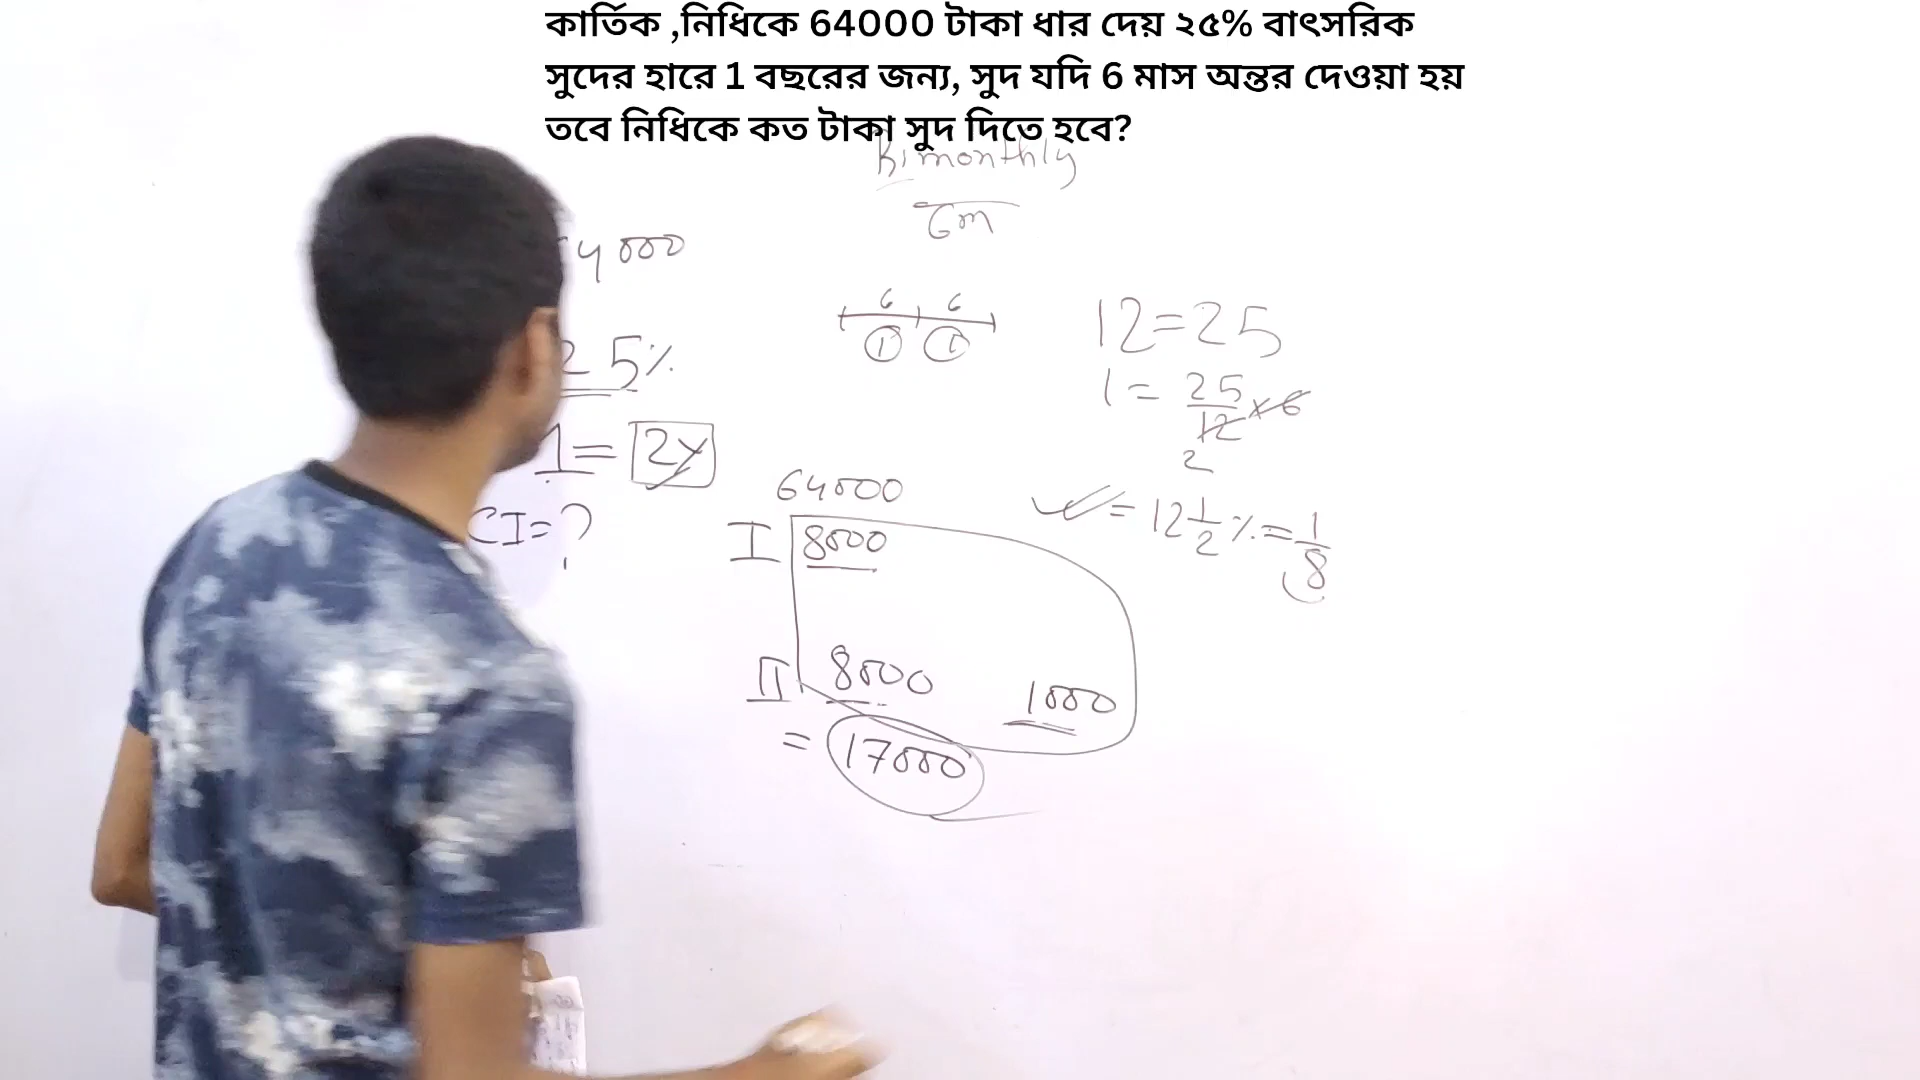 কার্তিক ,নিধিকে 64000 টাকা ধার দেয় ২৫% বাৎসরিক
সুদের হারে 1 বছরের জন্য, সুদ যদি 6 মাস অন্তর দেওয়া হয়
তবে নিধিকে কত টাকা সুদ দিতে হবে?
Bimonthly
6m
4000
25%
1 = 2y
CI = ?
6 6
1 1
12 = 25
1 = 25/12 × 6
2
= 12 1/2 % = 1/8
64000
I 8000
II 8000 1000
= 17000